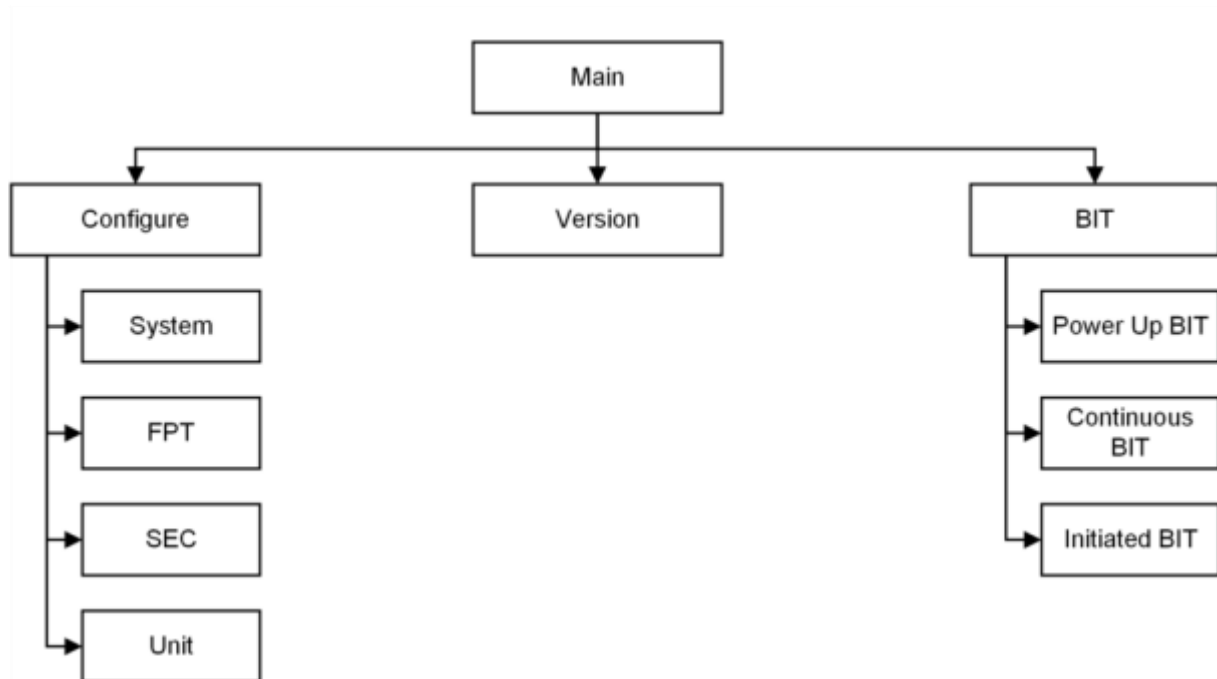 Main
Configure
Version
BIT
System
Power Up BIT
FPT
Continuous
BIT
SEC
Initiated BIT
Unit